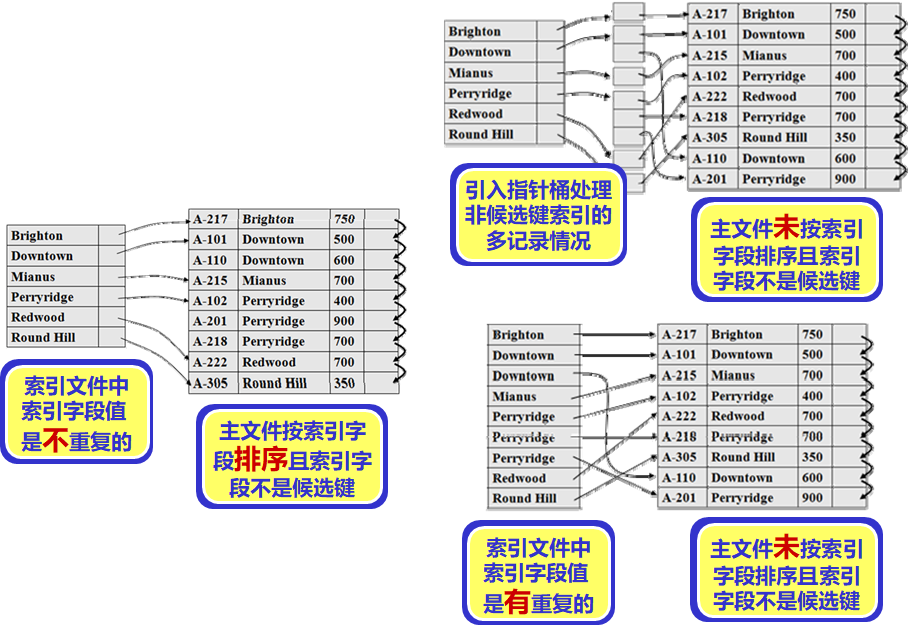 Brighton
Downtown
Mianus
Perryridge
Redwood
Round Hill
A-217 Brighton 750
A-101 Downtown 500
A-215 Mianus 700
A-102 Perryridge 400
A-222 Redwood 700
A-218 Perryridge 700
A-305 Round Hill 350
A-110 Downtown 600
A-201 Perryridge 900
引入指针桶处理
非候选键索引的
多记录情况
主文件未按索引
字段排序且索引
字段不是候选键
Brighton
Downtown
Mianus
Perryridge
Redwood
Round Hill
A-217 Brighton 750
A-101 Downtown 500
A-110 Downtown 600
A-215 Mianus 700
A-102 Perryridge 400
A-201 Perryridge 900
A-218 Perryridge 700
A-222 Redwood 700
A-305 Round Hill 350
索引文件中
索引字段值
是不重复的
主文件按索引字
段排序且索引字
段不是候选键
Brighton
Downtown
Downtown
Mianus
Perryridge
Perryridge
Perryridge
Redwood
Round Hill
A-217 Brighton 750
A-101 Downtown 500
A-215 Mianus 700
A-102 Perryridge 400
A-222 Redwood 700
A-218 Perryridge 700
A-305 Round Hill 350
A-110 Downtown 600
A-201 Perryridge 900
索引文件中
索引字段值
是有重复的
主文件未按索引
字段排序且索引
字段不是候选键